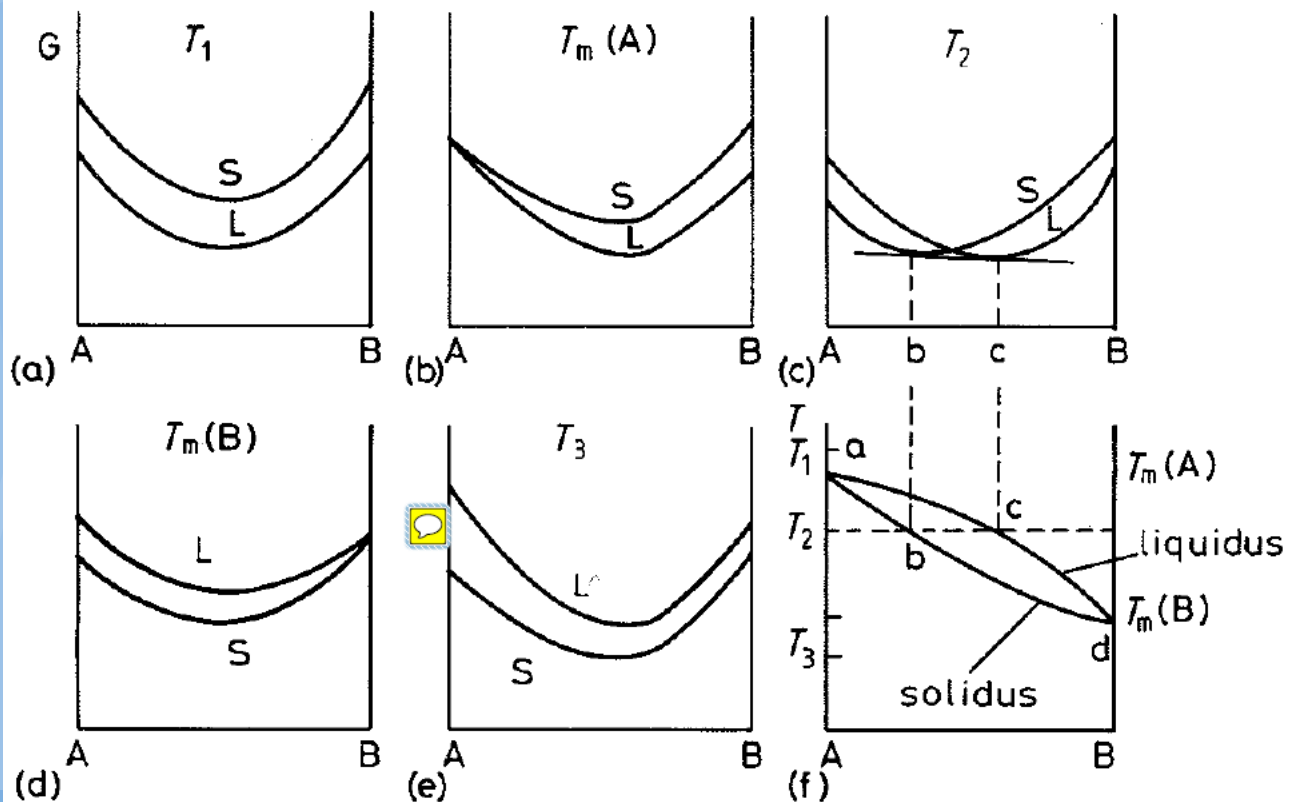 G
T1
S
L
A B
(a)
Tm (A)
S
L
A B
(b)
T2
S
L
A b c B
(c)
Tm(B)
L
S
A B
(d)
T3
L
S
A B
(e)
T
T1 a
Tm(A)
c
T2
b
liquidus
Tm(B)
T3
d
solidus
A B
(f)